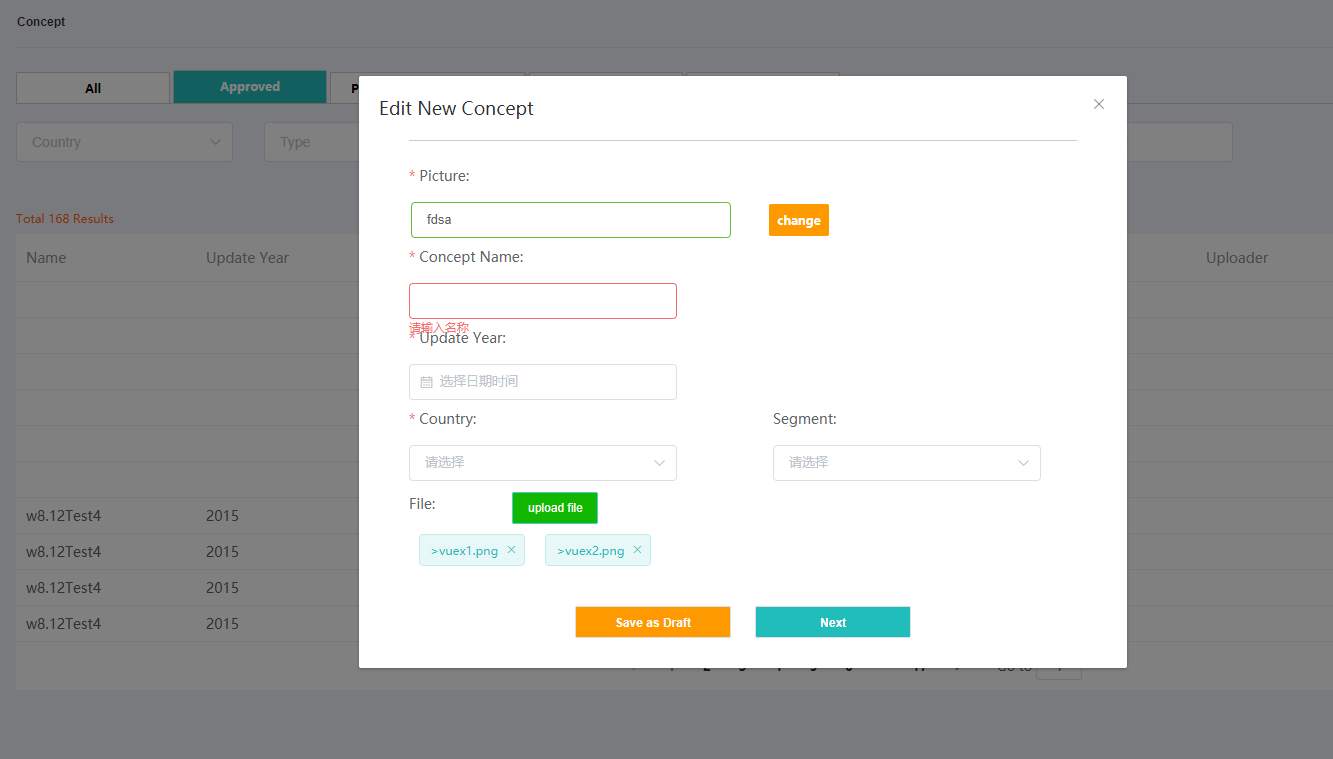 Concept
All
Approved
P
Country
Type
Edit New Concept
* Picture:
fdsa
change
* Concept Name:
请输入名称
* Update Year:
选择日期时间
* Country:
Segment:
请选择
请选择
File:
upload file
>vuex1.png
>vuex2.png
Save as Draft
Next
Total 168 Results
Name
Update Year
Uploader
w8.12Test4
2015
w8.12Test4
2015
w8.12Test4
2015
w8.12Test4
2015